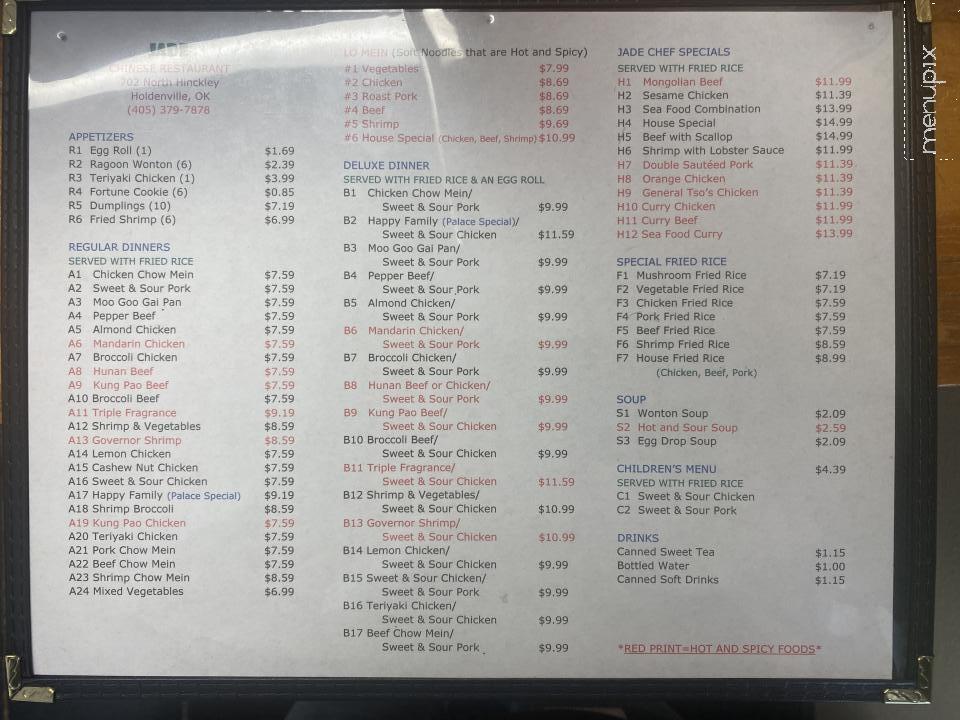 JADE
CHINESE RESTAURANT
702 North Hinckley
Holdenville, OK
(405) 379-7878
APPETIZERS
R1 Egg Roll (1) $1.69
R2 Ragoon Wonton (6) $2.39
R3 Teriyaki Chicken (1) $3.99
R4 Fortune Cookie (6) $0.85
R5 Dumplings (10) $7.19
R6 Fried Shrimp (6) $6.99
REGULAR DINNERS
SERVED WITH FRIED RICE
A1 Chicken Chow Mein $7.59
A2 Sweet & Sour Pork $7.59
A3 Moo Goo Gai Pan $7.59
A4 Pepper Beef $7.59
A5 Almond Chicken $7.59
A6 Mandarin Chicken $7.59
A7 Broccoli Chicken $7.59
A8 Hunan Beef $7.59
A9 Kung Pao Beef $7.59
A10 Broccoli Beef $7.59
A11 Triple Fragrance $9.19
A12 Shrimp & Vegetables $8.59
A13 Governor Shrimp $8.59
A14 Lemon Chicken $7.59
A15 Cashew Nut Chicken $7.59
A16 Sweet & Sour Chicken $7.59
A17 Happy Family (Palace Special) $9.19
A18 Shrimp Broccoli $8.59
A19 Kung Pao Chicken $7.59
A20 Teriyaki Chicken $7.59
A21 Pork Chow Mein $7.59
A22 Beef Chow Mein $7.59
A23 Shrimp Chow Mein $8.59
A24 Mixed Vegetables $6.99
LO MEIN (Soft Noodles that are Hot and Spicy)
#1 Vegetables $7.99
#2 Chicken $8.69
#3 Roast Pork $8.69
#4 Beef $8.69
#5 Shrimp $9.69
#6 House Special (Chicken, Beef, Shrimp) $10.99
DELUXE DINNER
SERVED WITH FRIED RICE & AN EGG ROLL
B1 Chicken Chow Mein/
Sweet & Sour Pork $9.99
B2 Happy Family (Palace Special)/
Sweet & Sour Chicken $11.59
B3 Moo Goo Gai Pan/
Sweet & Sour Pork $9.99
B4 Pepper Beef/
Sweet & Sour Pork $9.99
B5 Almond Chicken/
Sweet & Sour Pork $9.99
B6 Mandarin Chicken/
Sweet & Sour Pork $9.99
B7 Broccoli Chicken/
Sweet & Sour Pork $9.99
B8 Hunan Beef or Chicken/
Sweet & Sour Pork $9.99
B9 Kung Pao Beef/
Sweet & Sour Chicken $9.99
B10 Broccoli Beef/
Sweet & Sour Chicken $9.99
B11 Triple Fragrance/
Sweet & Sour Chicken $11.59
B12 Shrimp & Vegetables/
Sweet & Sour Chicken $10.99
B13 Governor Shrimp/
Sweet & Sour Chicken $10.99
B14 Lemon Chicken/
Sweet & Sour Chicken $9.99
B15 Sweet & Sour Chicken/
Sweet & Sour Pork $9.99
B16 Teriyaki Chicken/
Sweet & Sour Chicken $9.99
B17 Beef Chow Mein/
Sweet & Sour Pork $9.99
JADE CHEF SPECIALS
SERVED WITH FRIED RICE
H1 Mongolian Beef $11.99
H2 Sesame Chicken $11.39
H3 Sea Food Combination $13.99
H4 House Special $14.99
H5 Beef with Scallop $14.99
H6 Shrimp with Lobster Sauce $11.99
H7 Double Sautéed Pork $11.39
H8 Orange Chicken $11.39
H9 General Tso's Chicken $11.39
H10 Curry Chicken $11.99
H11 Curry Beef $11.99
H12 Sea Food Curry $13.99
SPECIAL FRIED RICE
F1 Mushroom Fried Rice $7.19
F2 Vegetable Fried Rice $7.19
F3 Chicken Fried Rice $7.59
F4 Pork Fried Rice $7.59
F5 Beef Fried Rice $7.59
F6 Shrimp Fried Rice $8.59
F7 House Fried Rice $8.99
(Chicken, Beef, Pork)
SOUP
S1 Wonton Soup $2.09
S2 Hot and Sour Soup $2.59
S3 Egg Drop Soup $2.09
CHILDREN'S MENU $4.39
SERVED WITH FRIED RICE
C1 Sweet & Sour Chicken
C2 Sweet & Sour Pork
DRINKS
Canned Sweet Tea $1.15
Bottled Water $1.00
Canned Soft Drinks $1.15
*RED PRINT=HOT AND SPICY FOODS*
menupix